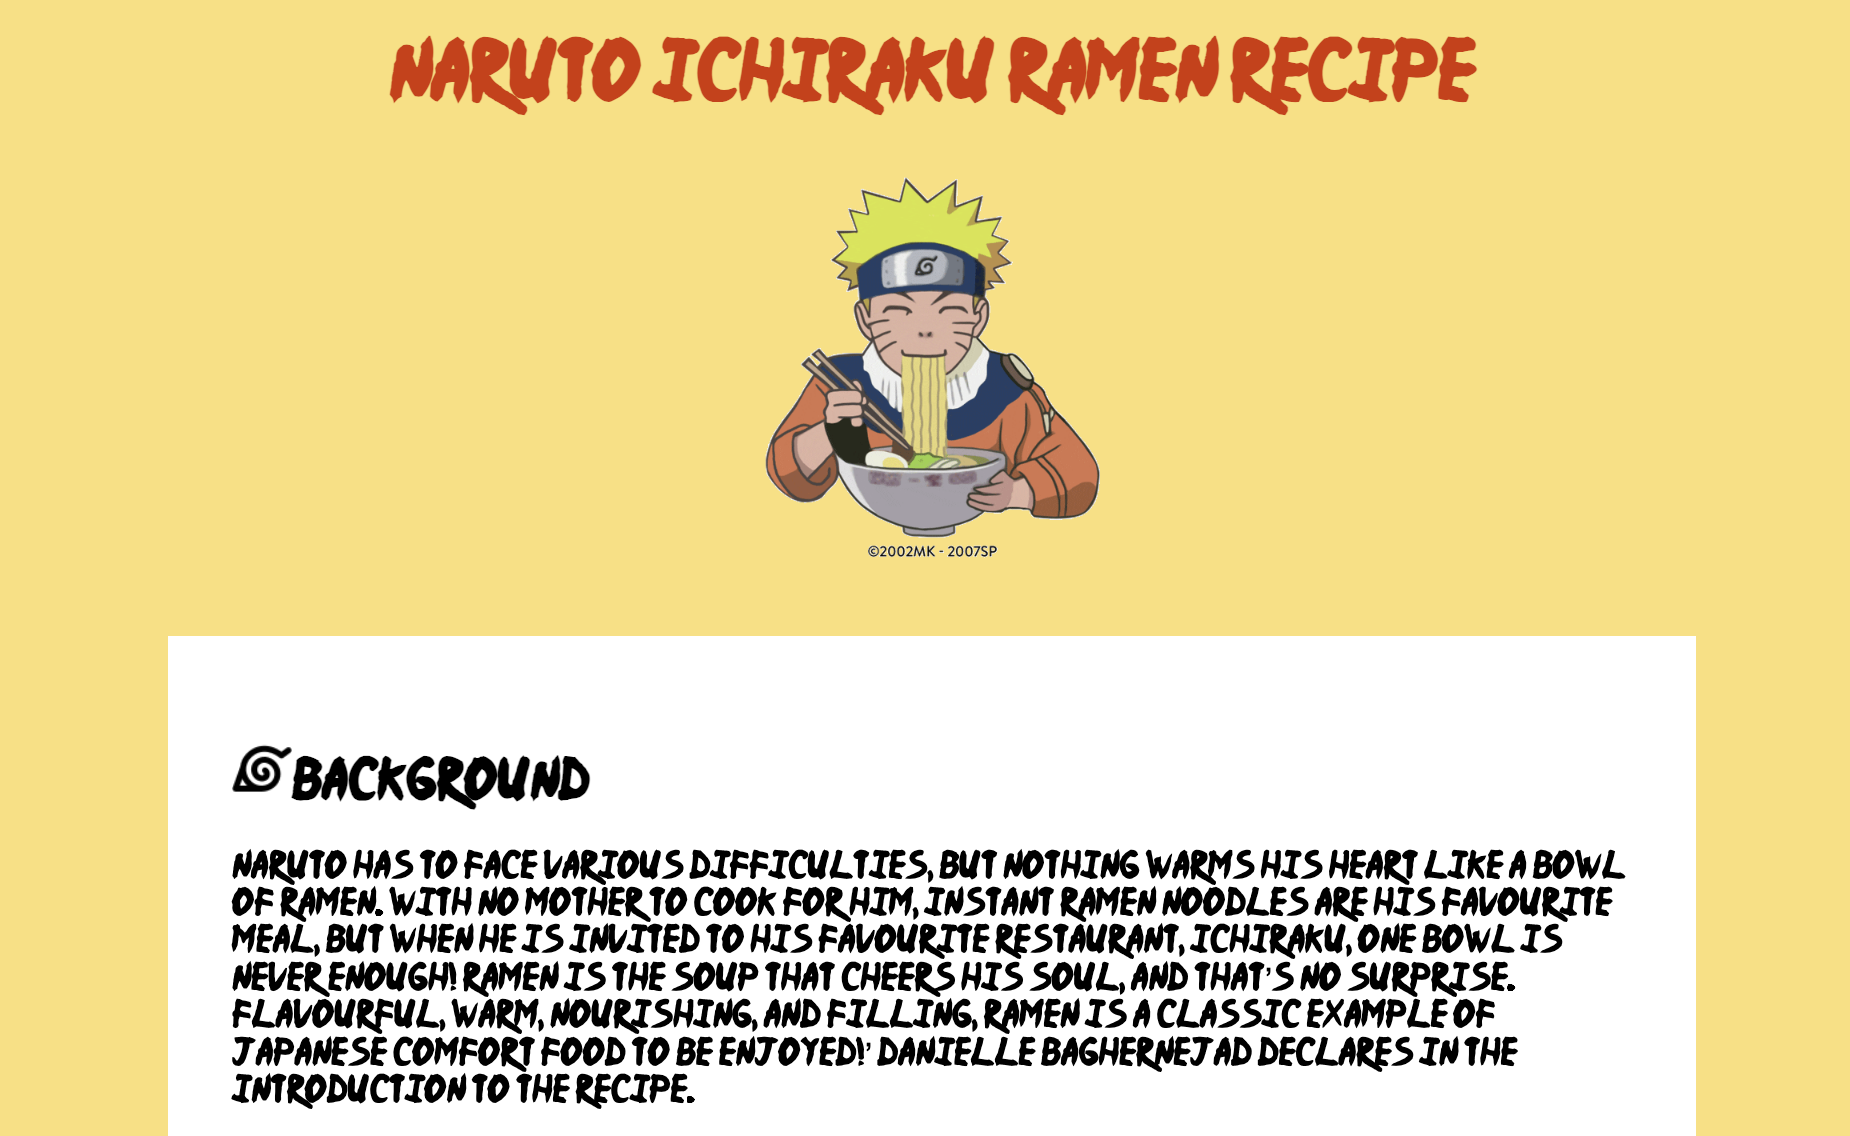 NARUTO ICHIRAKU RAMEN RECIPE
©2002MK - 2007SP
BACKGROUND
NARUTO HAS TO FACE VARIOUS DIFFICULTIES, BUT NOTHING WARMS HIS HEART LIKE A BOWL
OF RAMEN. WITH NO MOTHER TO COOK FOR HIM, INSTANT RAMEN NOODLES ARE HIS FAVOURITE
MEAL, BUT WHEN HE IS INVITED TO HIS FAVOURITE RESTAURANT, ICHIRAKU, ONE BOWL IS
NEVER ENOUGH! RAMEN IS THE SOUP THAT CHEERS HIS SOUL, AND THAT'S NO SURPRISE.
FLAVOURFUL, WARM, NOURISHING, AND FILLING, RAMEN IS A CLASSIC EXAMPLE OF
JAPANESE COMFORT FOOD TO BE ENJOYED!' DANIELLE BAGHERNEJAD DECLARES IN THE
INTRODUCTION TO THE RECIPE.